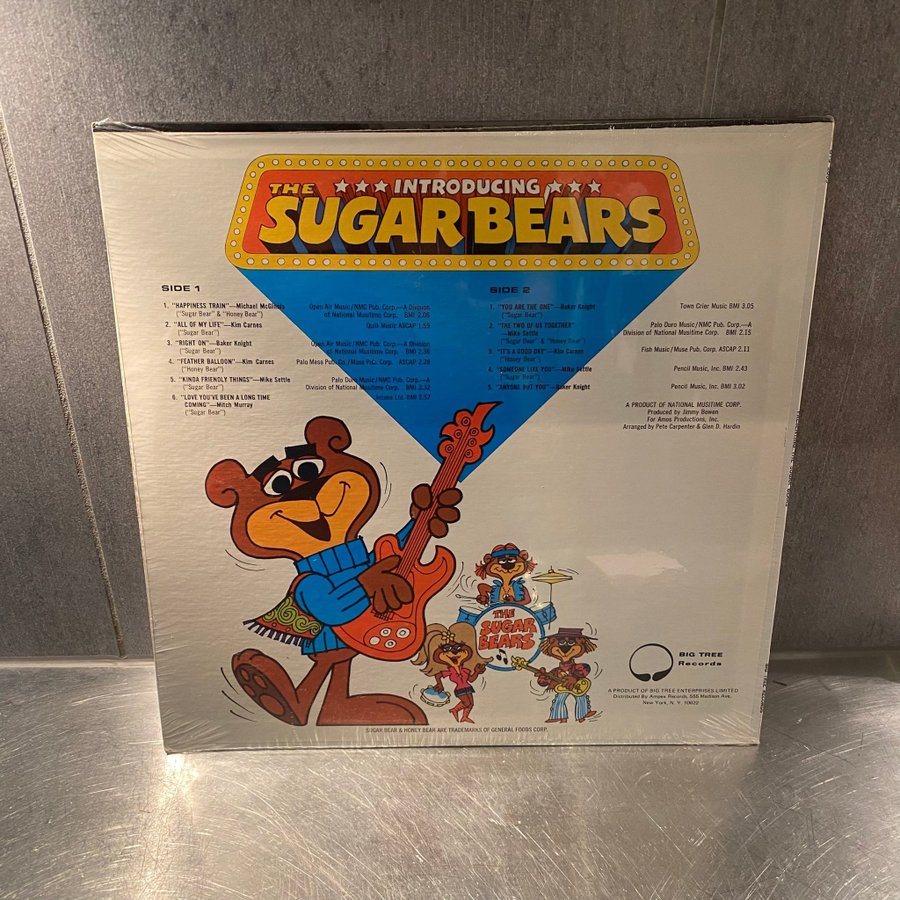 ★★★ INTRODUCING ★★★
THE
SUGAR BEARS
SIDE 1
1. "HAPPINESS TRAIN"—Michael McGinnis
("Sugar Bear" & "Honey Bear")
Open Air Music/NMC Pub. Corp.—A Division
of National Musitime Corp. BMI 2.06
2. "ALL OF MY LIFE"—Kim Carnes
("Sugar Bear")
Quill Music ASCAP 1.59
3. "RIGHT ON"—Baker Knight
("Sugar Bear")
Open Air Music/NMC Pub. Corp.—A Division
of National Musitime Corp. BMI 2.36
4. "FEATHER BALLOON"—Kim Carnes
("Honey Bear")
Palo Mesa Pub. Co./Muse Pub. Corp. ASCAP 2.28
5. "KINDA FRIENDLY THINGS"—Mike Settle
("Sugar Bear")
Palo Duro Music/NMC Pub. Corp.—A
Division of National Musitime Corp. BMI 2.32
6. "LOVE YOU'VE BEEN A LONG TIME
COMING"—Mitch Murray
("Sugar Bear")
Ltd. BMI 2.57
SIDE 2
1. "YOU ARE THE ONE"—Baker Knight
("Sugar Bear")
Town Crier Music BMI 3.05
2. "THE TWO OF US TOGETHER"
—Mike Settle
("Sugar Bear" & "Honey Bear")
Palo Duro Music/NMC Pub. Corp.—A
Division of National Musitime Corp. BMI 2.15
3. "IT'S A GOOD DAY"—Kim Carnes
("Honey Bear")
Fish Music/Muse Pub. Corp. ASCAP 2.11
4. "SOMEONE LIKE YOU"—Mike Settle
("Sugar Bear")
Pencil Music, Inc. BMI 2.43
5. "ANYONE BUT YOU"—Baker Knight
Pencil Music, Inc. BMI 3.02
A PRODUCT OF NATIONAL MUSITIME CORP.
Produced by Jimmy Bowen
For Amos Productions, Inc.
Arranged by Pete Carpenter & Glen D. Hardin
THE
SUGAR
BEARS
BIG TREE
Records
A PRODUCT OF BIG TREE ENTERPRISES LIMITED
Distributed By Ampex Records, 555 Madison Ave,
New York, N. Y. 10022
SUGAR BEAR & HONEY BEAR ARE TRADEMARKS OF GENERAL FOODS CORP.